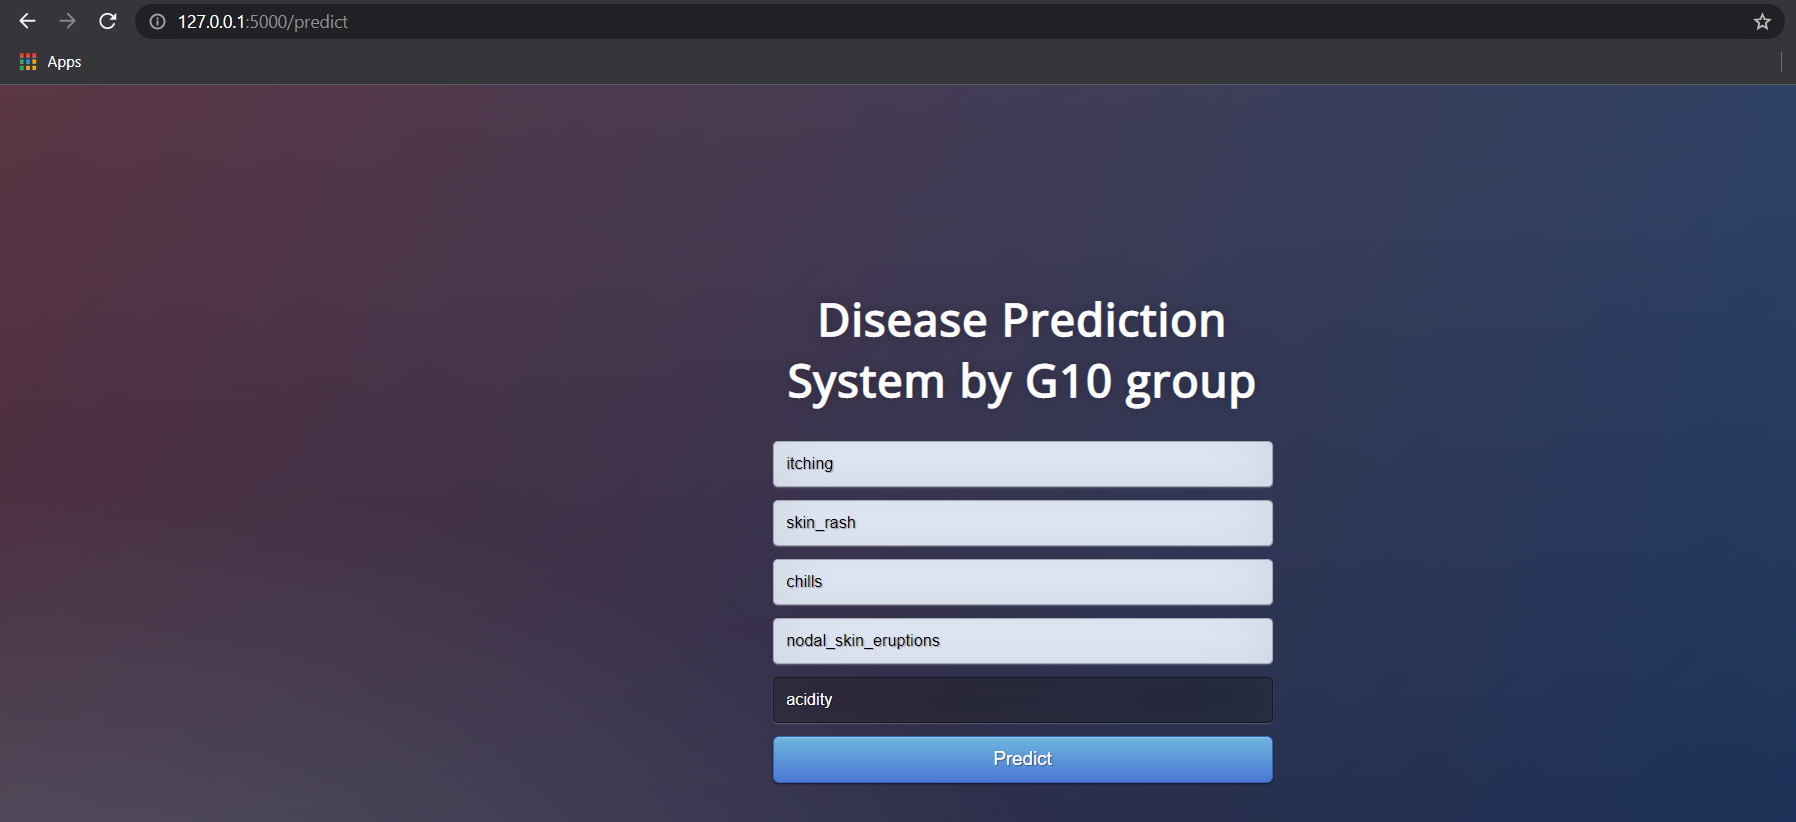 127.0.0.1:5000/predict
Apps
Disease Prediction
System by G10 group
itching
skin_rash
chills
nodal_skin_eruptions
acidity
Predict